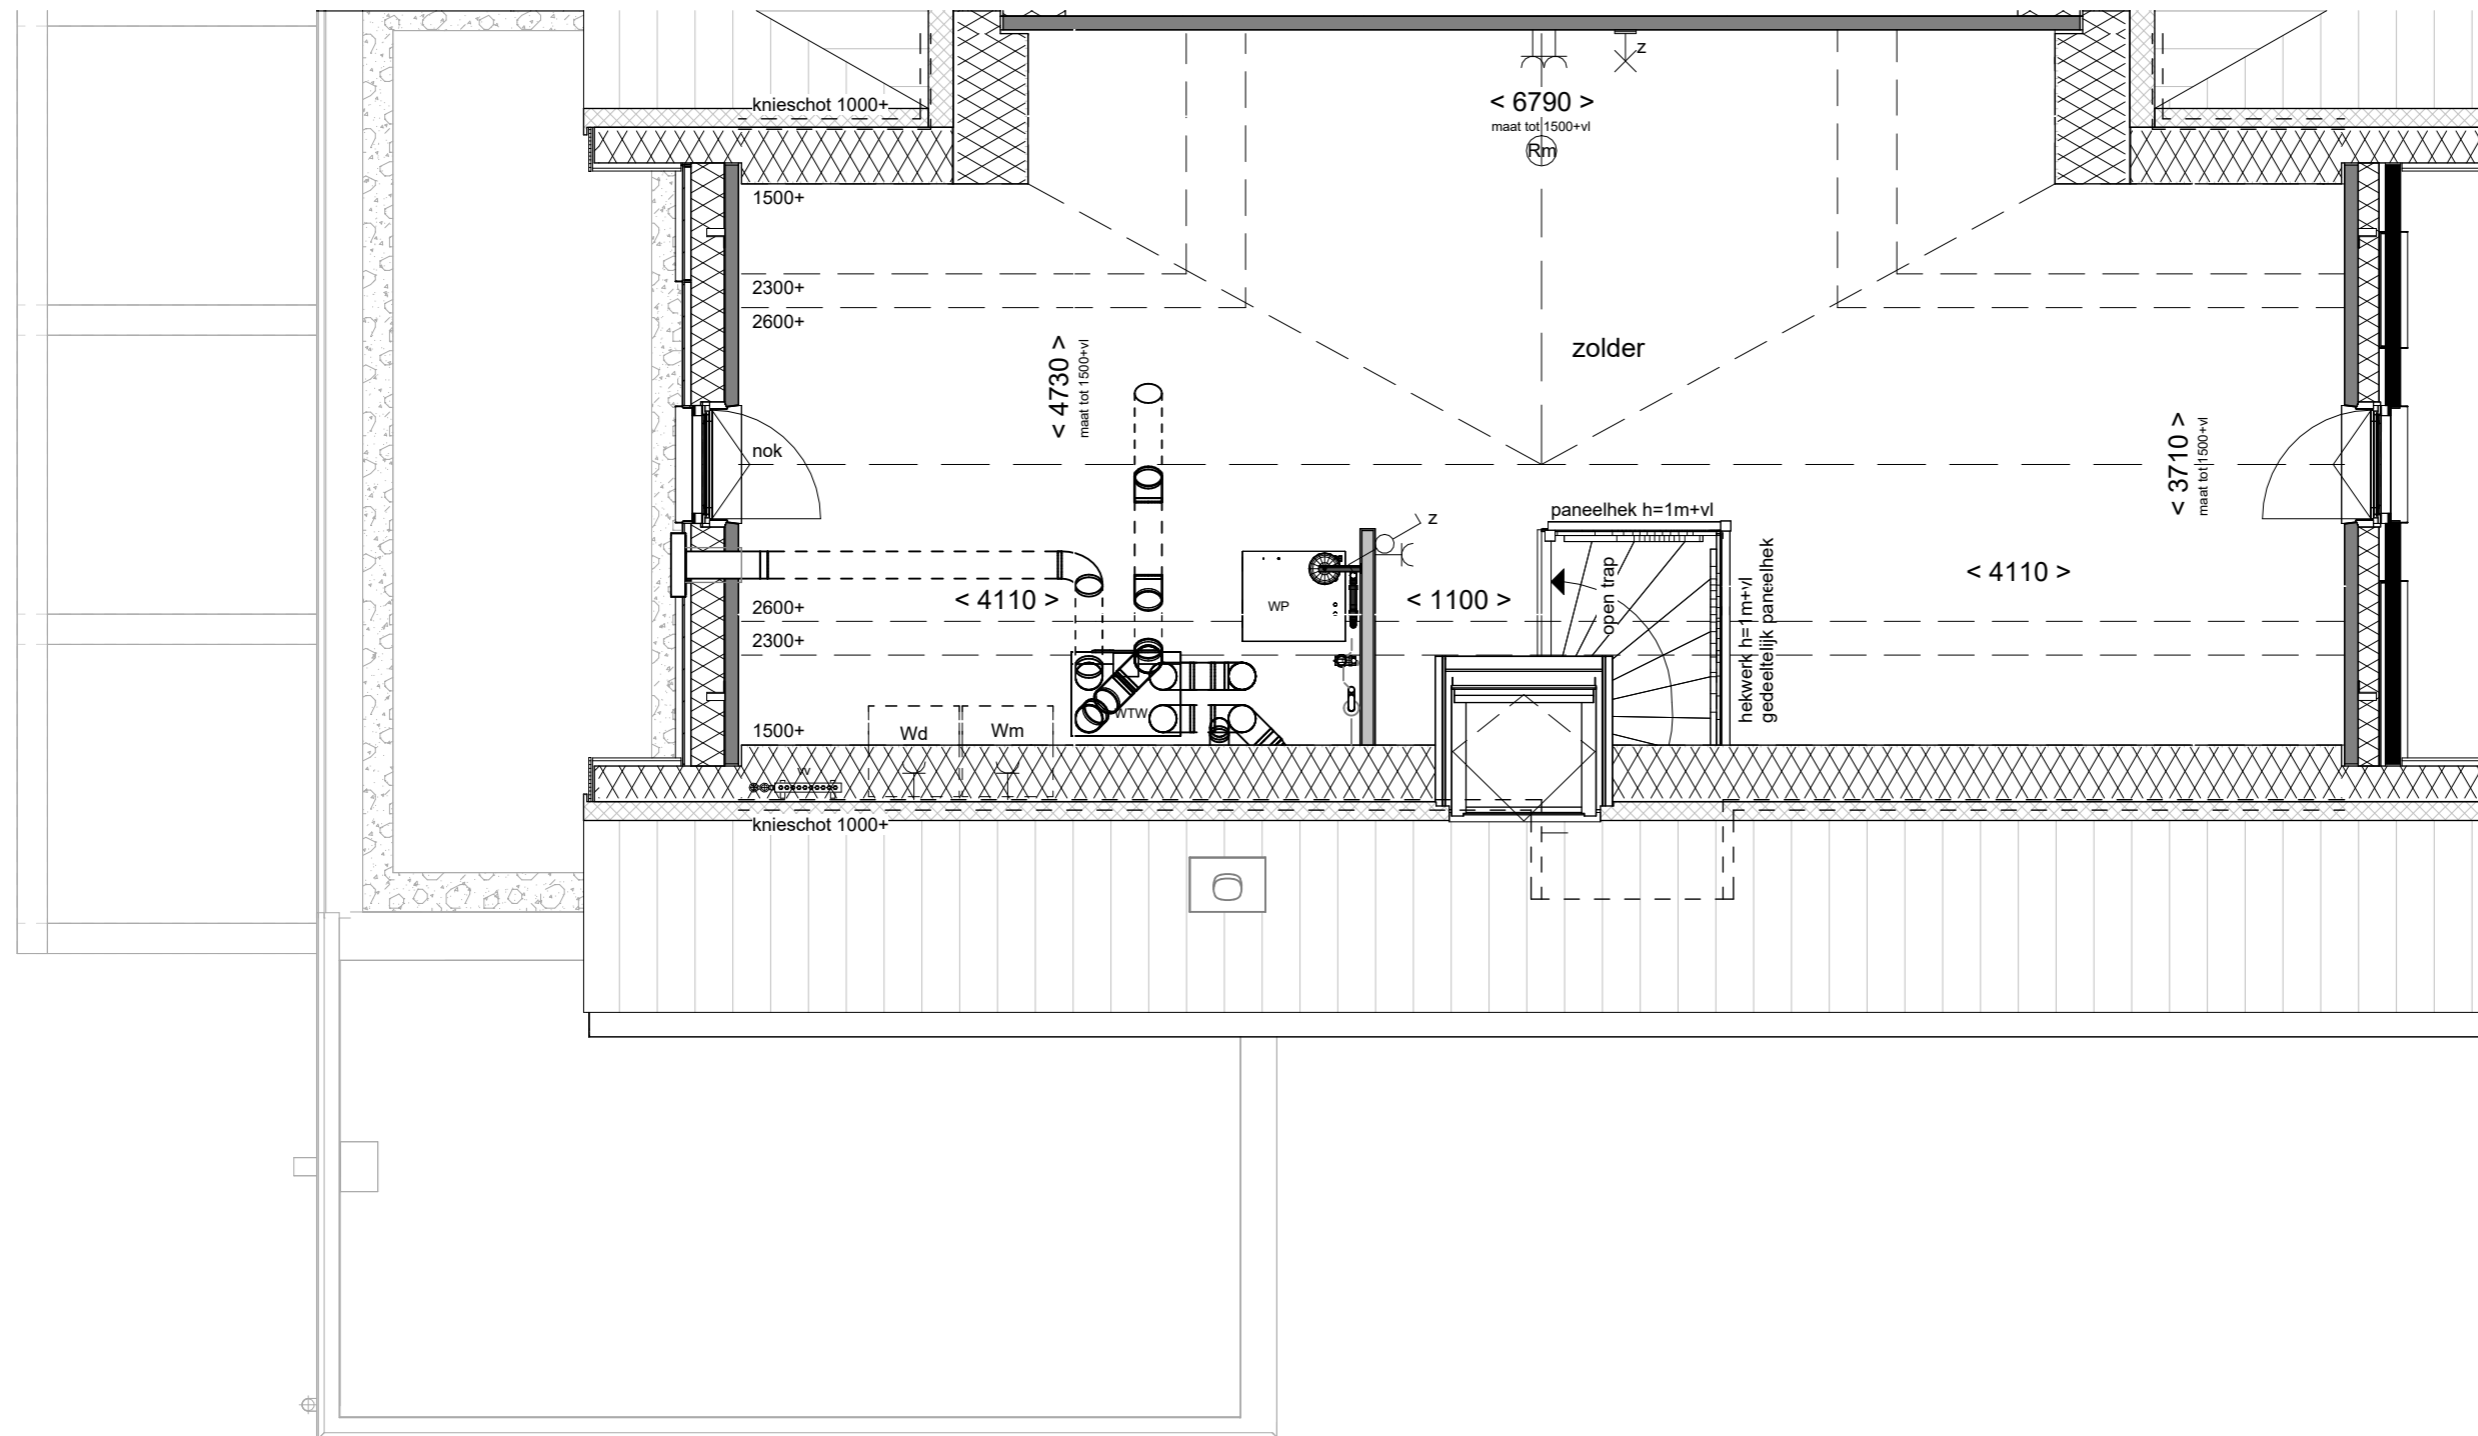 knieschot 1000+
z
< 6790 >
maat tot 1500+vl
Rm
1500+
2300+
2600+
< 4730 >
maat tot 1500+vl
zolder
< 3710 >
maat tot 1500+vl
nok
z
paneelhek h=1m+vl
open trap
hekwerk h=1m+vl
gedeeltelijk paneelhek
< 4110 >
< 1100 >
< 4110 >
WP
2600+
2300+
WTW
Wd
Wm
1500+
vv
knieschot 1000+